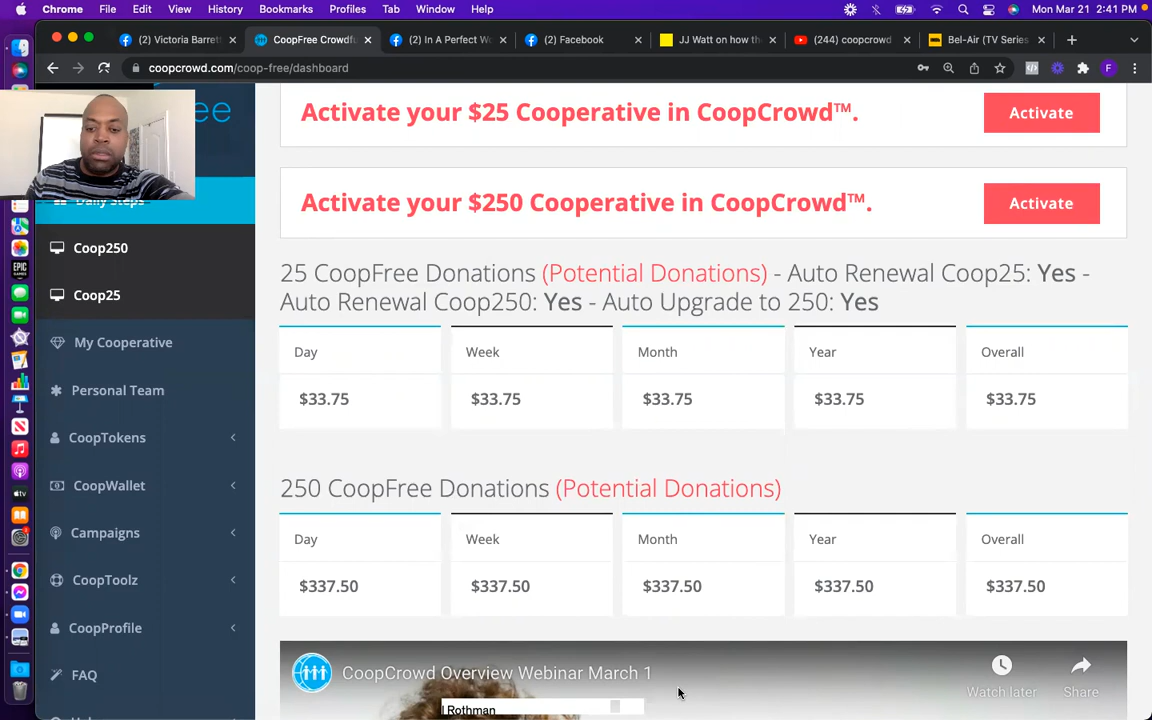 Chrome File Edit View History Bookmarks Profiles Tab Window Help Mon Mar 21 2:41 PM
(2) Victoria Barrett CoopFree Crowdfu (2) In A Perfect Wo (2) Facebook JJ Watt on how th (244) coopcrowd Bel-Air (TV Series
coopcrowd.com/coop-free/dashboard F
ee
Activate your $25 Cooperative in CoopCrowd™. Activate
Activate your $250 Cooperative in CoopCrowd™. Activate
Daily Steps
Coop250
Coop25
My Cooperative
Personal Team
CoopTokens
CoopWallet
Campaigns
CoopToolz
CoopProfile
FAQ
25 CoopFree Donations (Potential Donations) - Auto Renewal Coop25: Yes -
Auto Renewal Coop250: Yes - Auto Upgrade to 250: Yes
Day Week Month Year Overall
$33.75 $33.75 $33.75 $33.75 $33.75
250 CoopFree Donations (Potential Donations)
Day Week Month Year Overall
$337.50 $337.50 $337.50 $337.50 $337.50
CoopCrowd Overview Webinar March 1
Watch later Share
Rothman